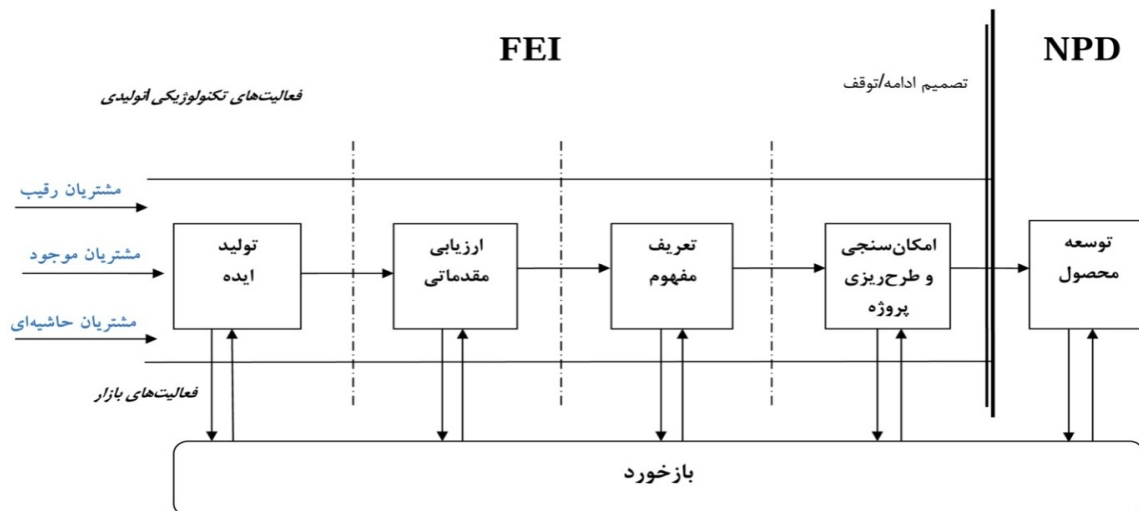 FEI
NPD
تصمیم ادامه/توقف
فعالیت‌های تکنولوژیکی/تولیدی
مشتریان رقیب
مشتریان موجود
مشتریان حاشیه‌ای
تولید
ایده
ارزیابی
مقدماتی
تعریف
مفهوم
امکان‌سنجی
و طرح‌ریزی
پروژه
توسعه
محصول
فعالیت‌های بازار
بازخورد